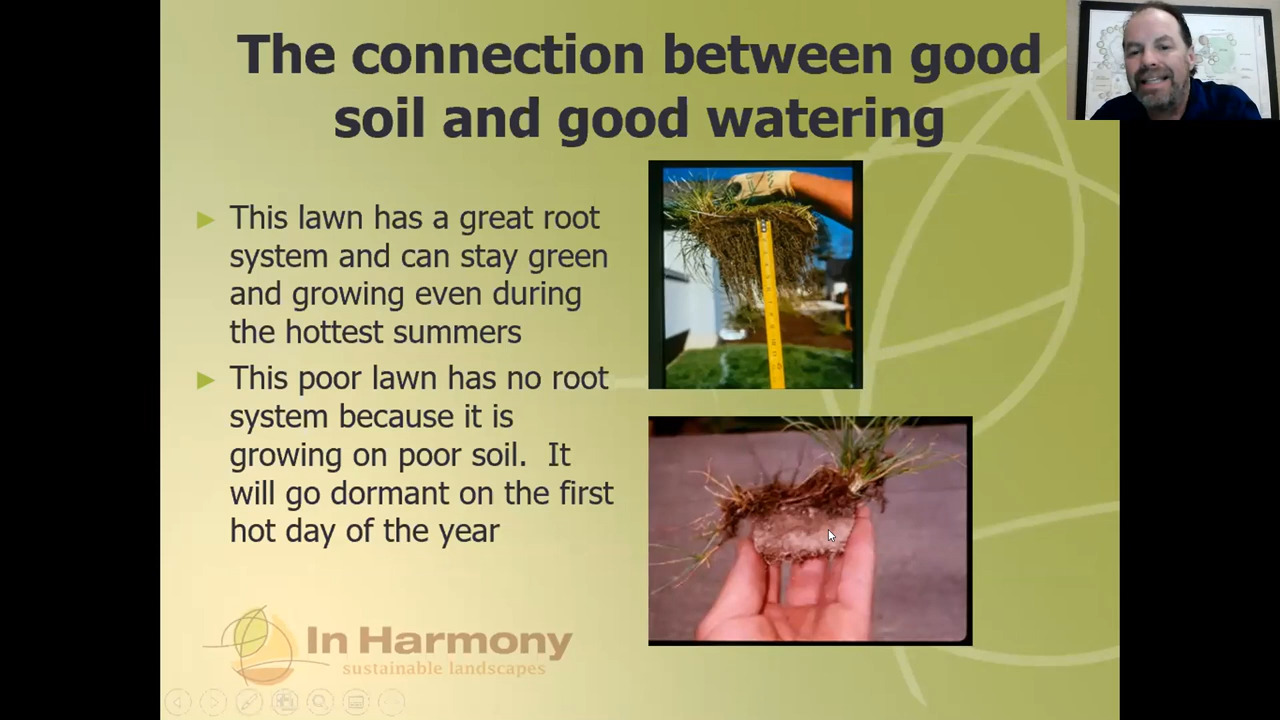 The connection between good
soil and good watering
► This lawn has a great root
system and can stay green
and growing even during
the hottest summers
► This poor lawn has no root
system because it is
growing on poor soil. It
will go dormant on the first
hot day of the year
In Harmony
sustainable landscapes